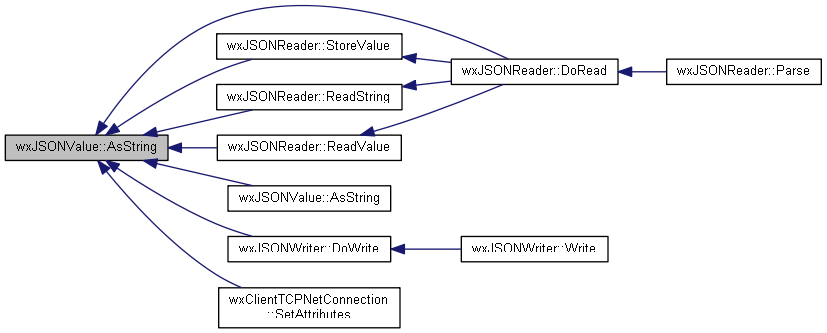 wxJSONValue::AsString
wxJSONReader::StoreValue
wxJSONReader::ReadString
wxJSONReader::ReadValue
wxJSONValue::AsString
wxJSONWriter::DoWrite
wxClientTCPNetConnection
::SetAttributes
wxJSONReader::DoRead
wxJSONWriter::Write
wxJSONReader::Parse